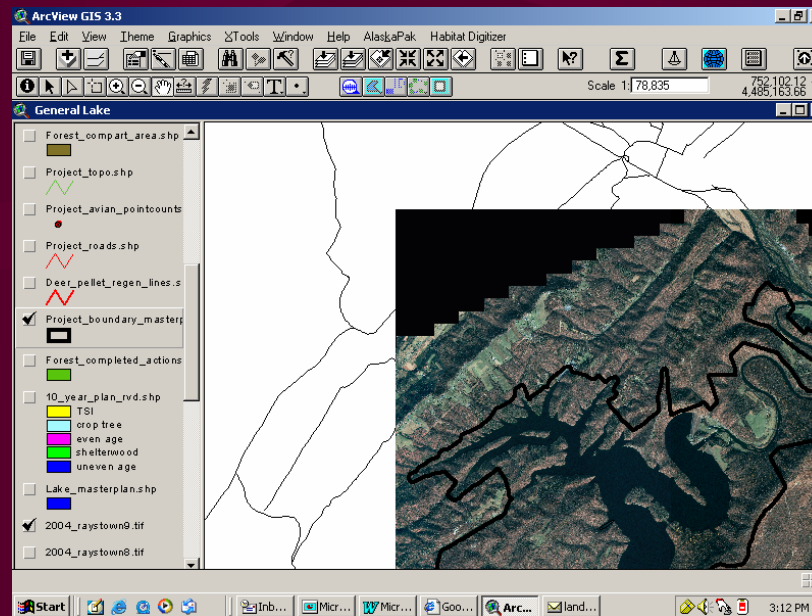 ArcView GIS 3.3
File Edit View Theme Graphics XTools Window Help AlaskaPak Habitat Digitizer
Scale 1: 78,835
752,102.12
4,485,163.66
General Lake
Forest_compart_area.shp
Project_topo.shp
Project_avian_pointcounts
Project_roads.shp
Deer_pellet_regen_lines.s
Project_boundary_masterp
Forest_completed_actions
10_year_plan_rvd.shp
TSI
crop tree
even age
shelterwood
uneven age
Lake_masterplan.shp
2004_raystown9.tif
2004_raystown8.tif
Start Inb... Micr... Micr... Goo... Arc... land... 3:12 PM